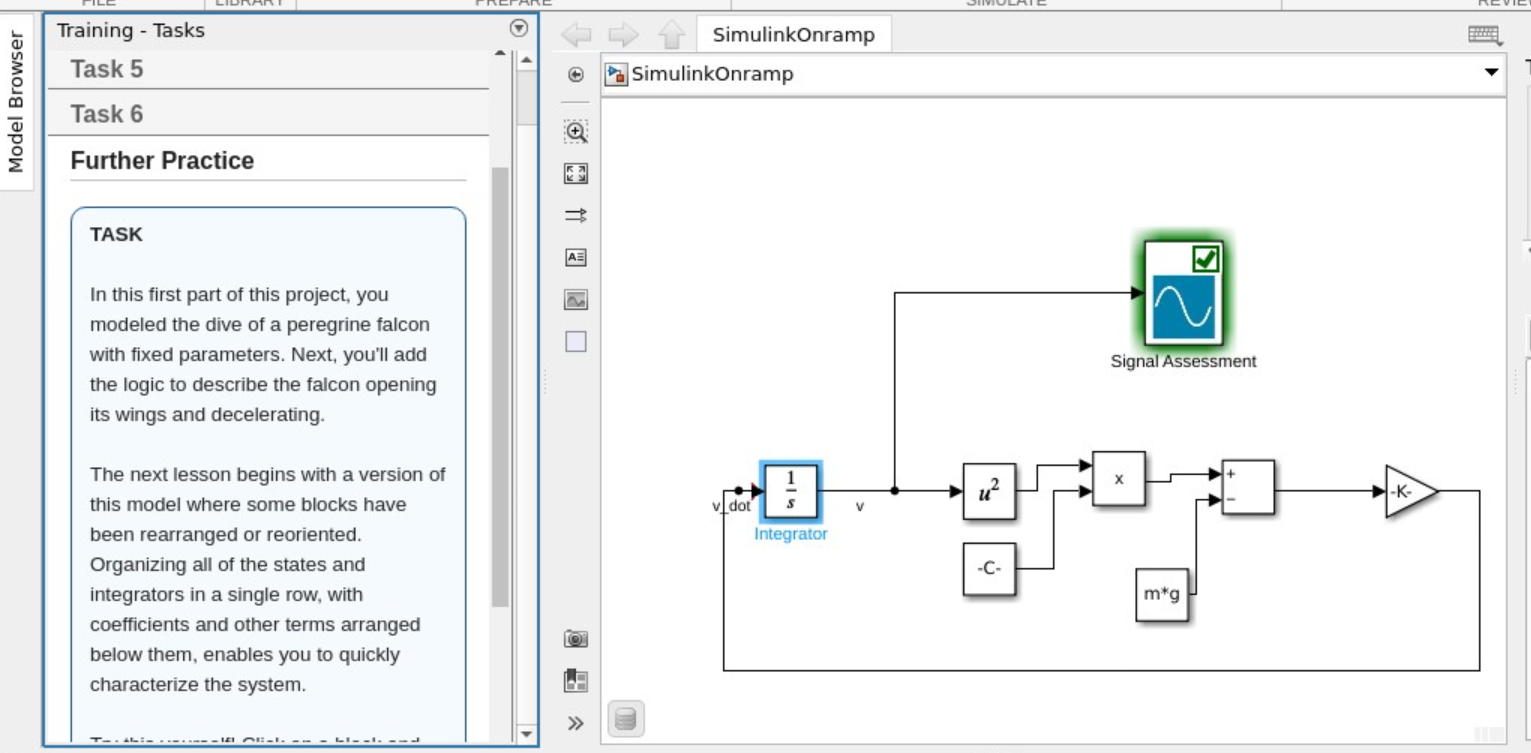 FILE
LIBRARY
PREPARE
SIMULATE
Model Browser
Training - Tasks
Task 5
Task 6
Further Practice
TASK
In this first part of this project, you
modeled the dive of a peregrine falcon
with fixed parameters. Next, you'll add
the logic to describe the falcon opening
its wings and decelerating.
The next lesson begins with a version of
this model where some blocks have
been rearranged or reoriented.
Organizing all of the states and
integrators in a single row, with
coefficients and other terms arranged
below them, enables you to quickly
characterize the system.
SimulinkOnramp
SimulinkOnramp
Signal Assessment
v_dot
1
s
Integrator
v
u²
-C-
x
+
−
m*g
-K-